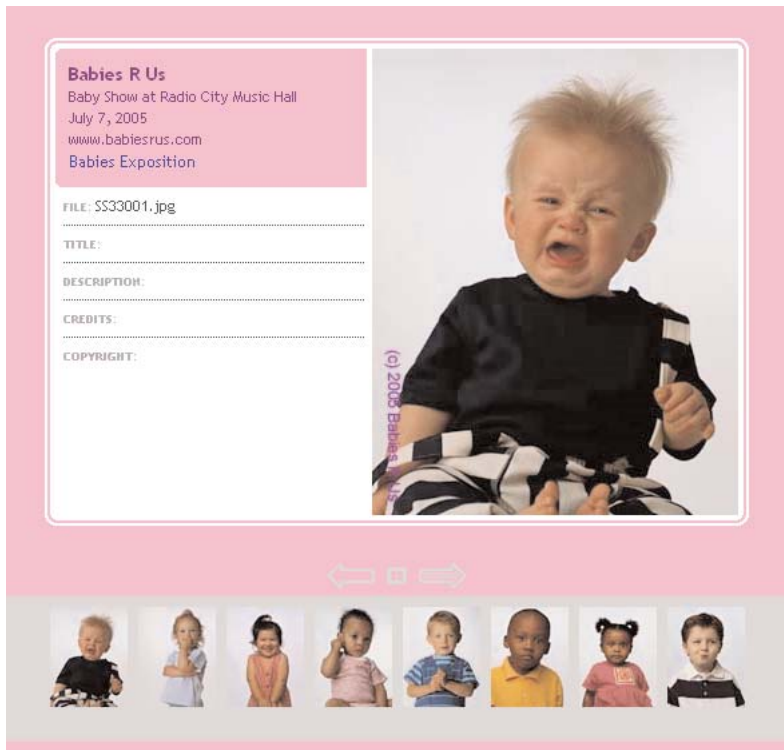 Babies R Us
Baby Show at Radio City Music Hall
July 7, 2005
www.babiesrus.com
Babies Exposition
FILE: SS33001.jpg
TITLE:
DESCRIPTION:
CREDITS:
COPYRIGHT:
(c) 2005 Babies R Us